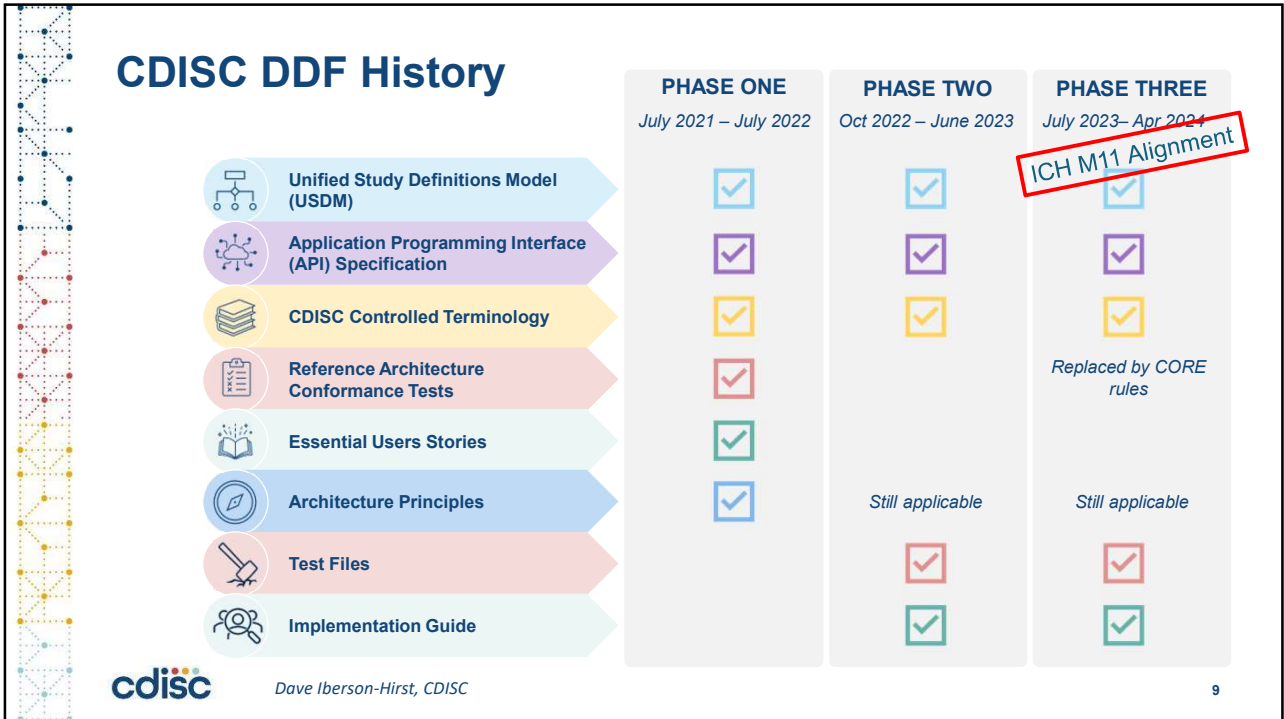 CDISC DDF History
PHASE ONE
July 2021 – July 2022
PHASE TWO
Oct 2022 – June 2023
PHASE THREE
July 2023– Apr 2024
ICH M11 Alignment
Unified Study Definitions Model
(USDM)
Application Programming Interface
(API) Specification
CDISC Controlled Terminology
Reference Architecture
Conformance Tests
Replaced by CORE
rules
Essential Users Stories
Architecture Principles
Still applicable
Still applicable
Test Files
Implementation Guide
cdisc
Dave Iberson-Hirst, CDISC
9